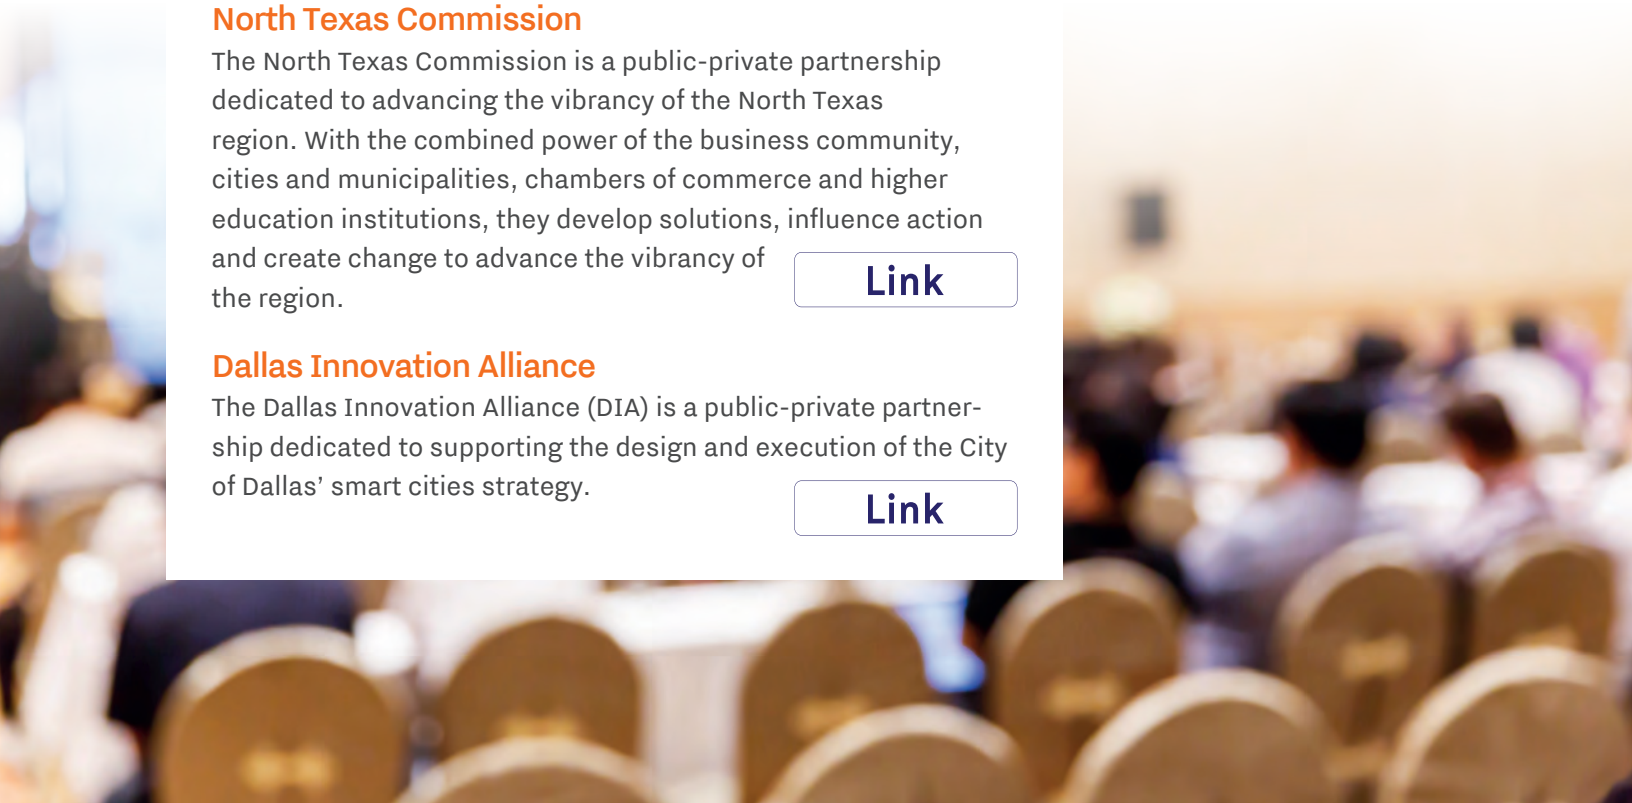 North Texas Commission
The North Texas Commission is a public-private partnership
dedicated to advancing the vibrancy of the North Texas
region. With the combined power of the business community,
cities and municipalities, chambers of commerce and higher
education institutions, they develop solutions, influence action
and create change to advance the vibrancy of
the region.
Link
Dallas Innovation Alliance
The Dallas Innovation Alliance (DIA) is a public-private partner-
ship dedicated to supporting the design and execution of the City
of Dallas’ smart cities strategy.
Link